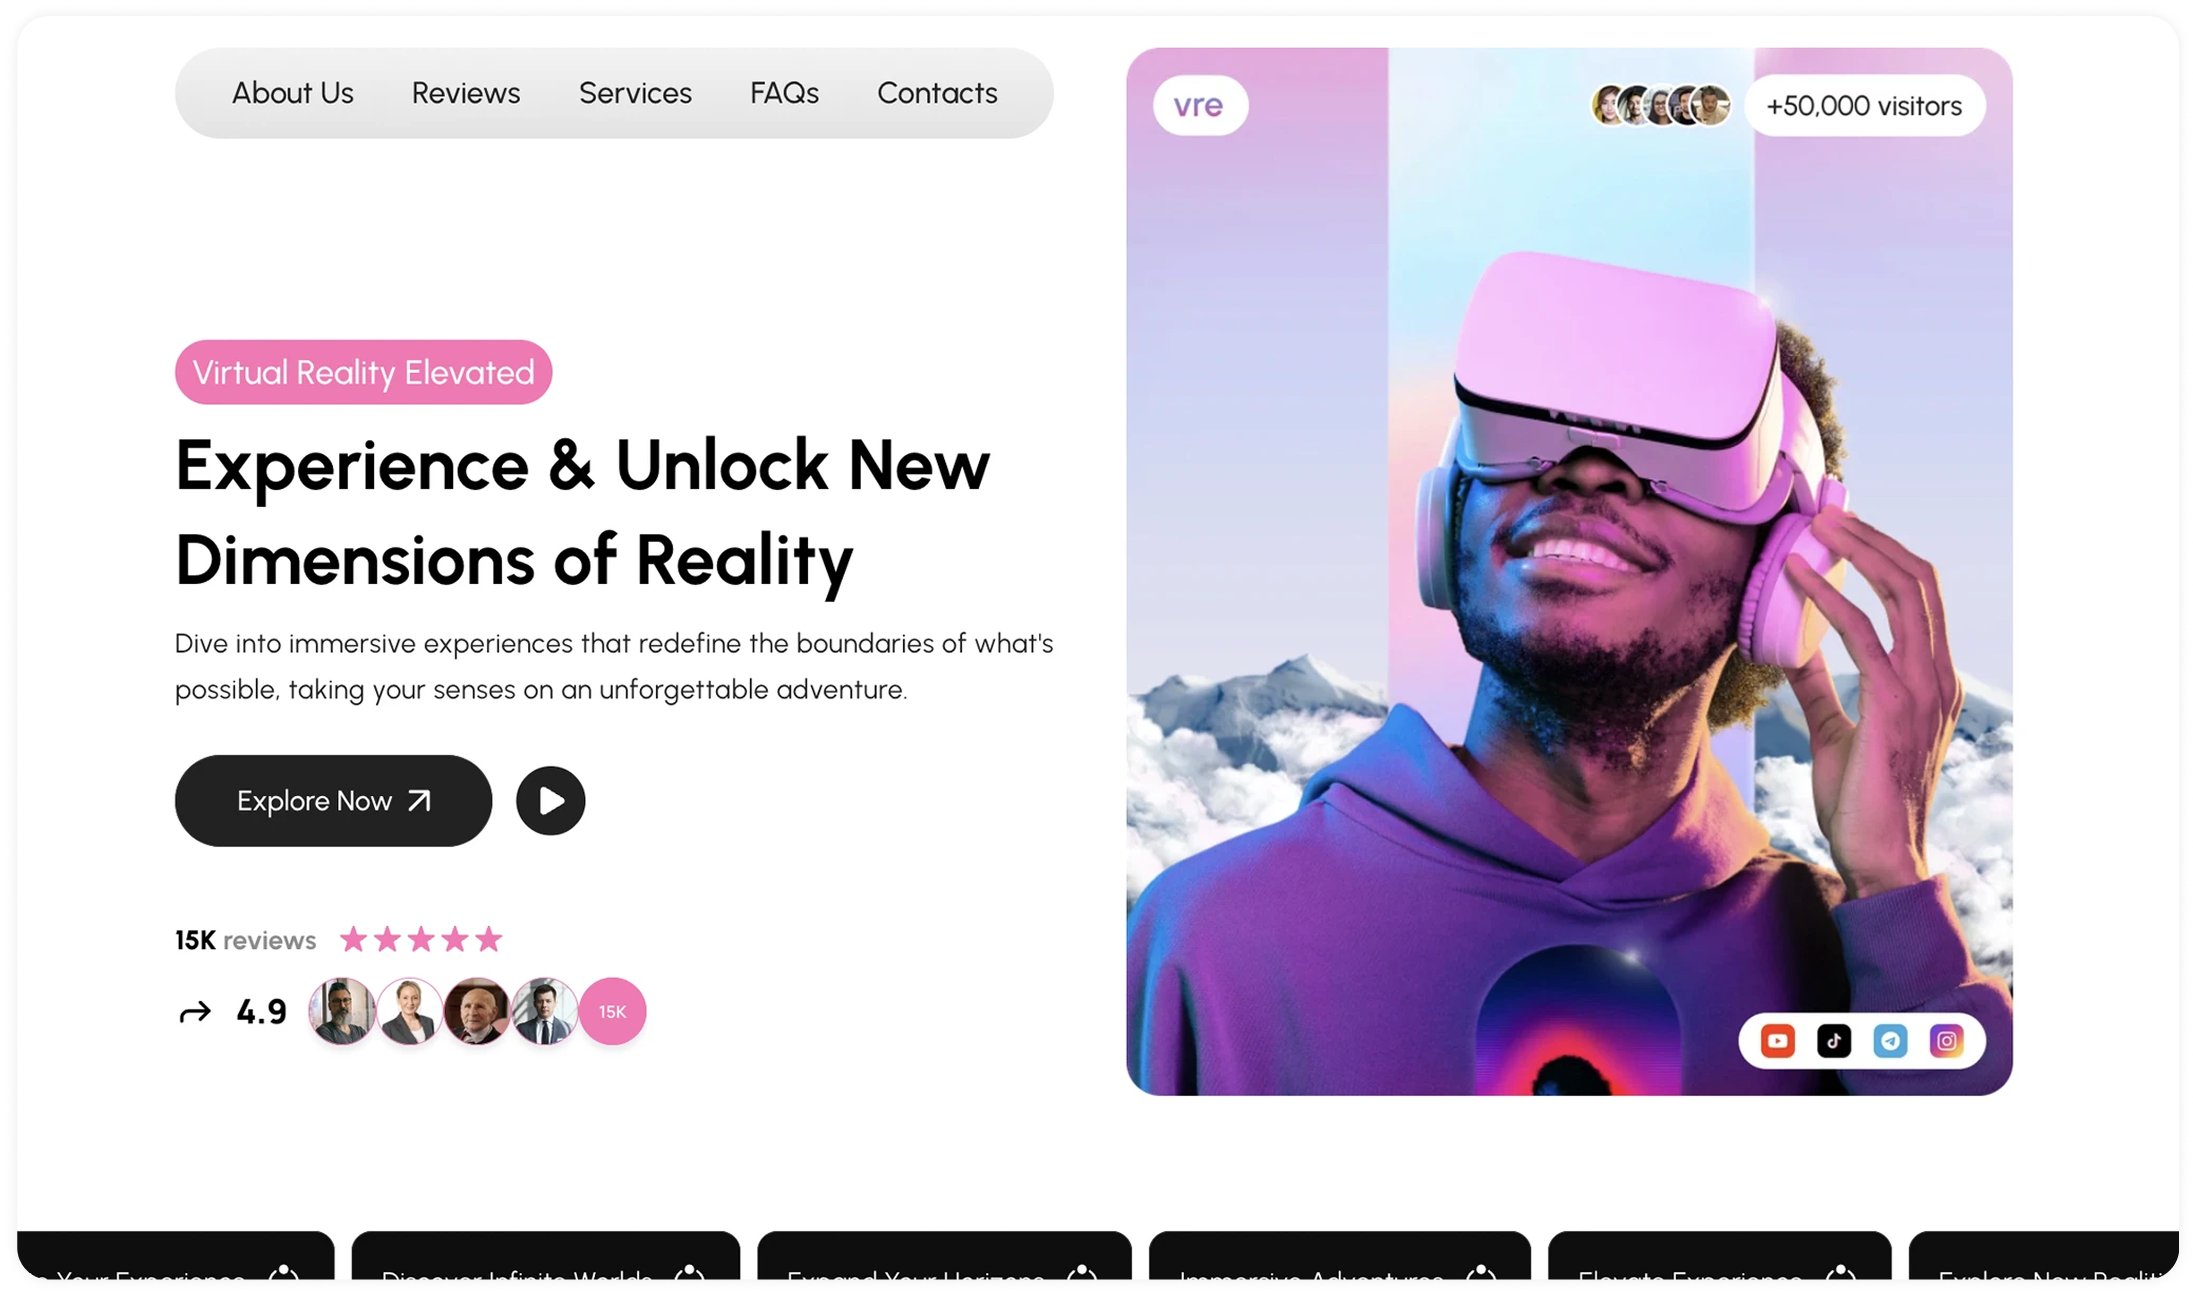 About Us Reviews Services FAQs Contacts
vre
+50,000 visitors
Virtual Reality Elevated
Experience & Unlock New
Dimensions of Reality
Dive into immersive experiences that redefine the boundaries of what's
possible, taking your senses on an unforgettable adventure.
Explore Now
15K reviews
4.9
15K
Your Experience Discover Infinite Worlds Expand Your Horizons Immersive Adventures Elevate Experience Explore New